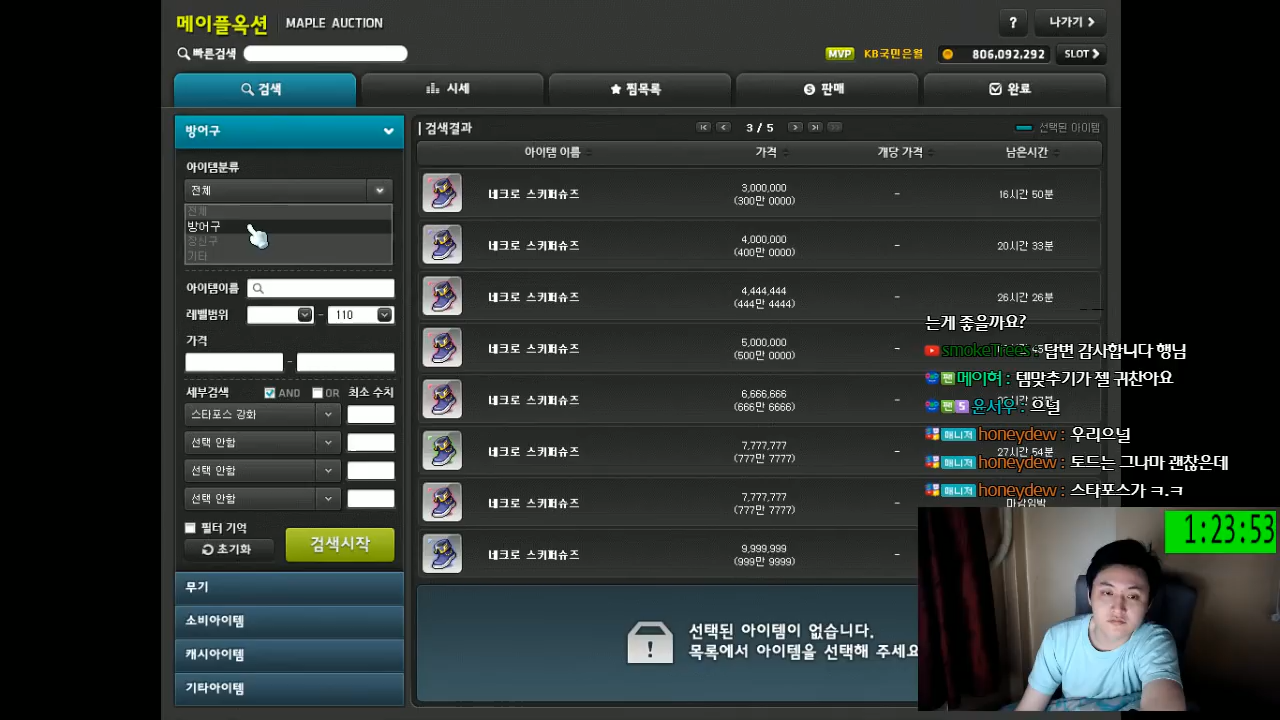 메이플옥션 MAPLE AUCTION
? 나가기
빠른검색
MVP KB국민은월 806,092,292 SLOT
검색 시세 찜목록 판매 완료
방어구
아이템분류
전체
전체
방어구
장신구
기타
아이템이름
레벨범위 - 110
가격
-
세부검색 AND OR 최소 수치
스타포스 강화
선택 안함
선택 안함
선택 안함
필터 기억
초기화 검색시작
무기
소비아이템
캐시아이템
기타아이템
검색결과 3 / 5 선택된 아이템
아이템 이름 가격 개당 가격 남은시간
네크로 스키퍼슈즈 3,000,000 (300만 0000) - 16시간 50분
네크로 스키퍼슈즈 4,000,000 (400만 0000) - 20시간 33분
네크로 스키퍼슈즈 4,444,444 (444만 4444) - 26시간 26분
네크로 스키퍼슈즈 5,000,000 (500만 0000) -
네크로 스키퍼슈즈 6,666,666 (666만 6666) -
네크로 스키퍼슈즈 7,777,777 (777만 7777) - 27시간 54분
네크로 스키퍼슈즈 7,777,777 (777만 7777) - 마감임박
네크로 스키퍼슈즈 9,999,999 (999만 9999) -
선택된 아이템이 없습니다.
목록에서 아이템을 선택해 주세요
는게 좋을까요?
smokeTrees : 답변 감사합니다 행님
팬 메이혀 : 템맞추기가 젤 귀찬아요
팬 S 윤서우 : 으럴
매니저 honeydew : 우리으널
매니저 honeydew : 토드는 그나마 괜찮은데
매니저 honeydew : 스타포스가 ㅋ.ㅋ
1:23:53